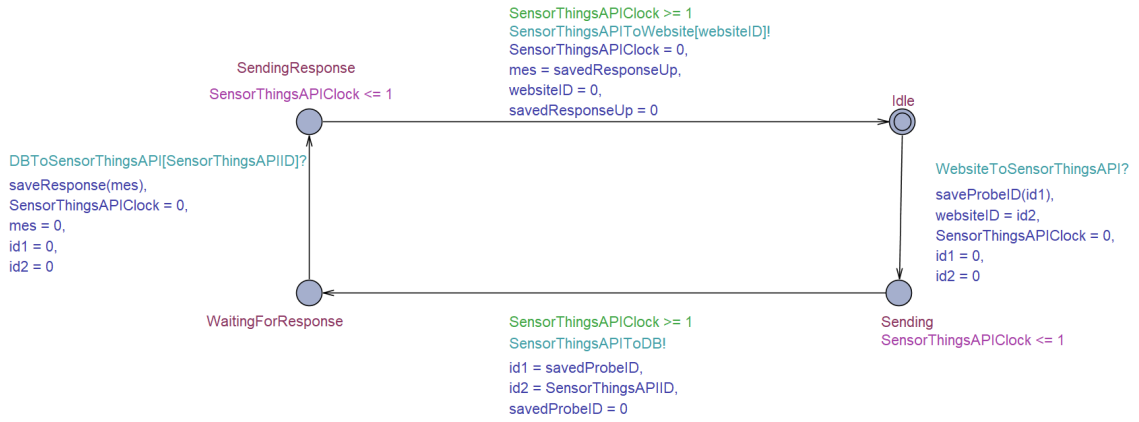 SensorThingsAPIClock >= 1
SensorThingsAPIToWebsite[websiteID]!
SensorThingsAPIClock = 0,
mes = savedResponseUp,
websiteID = 0,
savedResponseUp = 0
SendingResponse
SensorThingsAPIClock <= 1
Idle
DBToSensorThingsAPI[SensorThingsAPIID]?
saveResponse(mes),
SensorThingsAPIClock = 0,
mes = 0,
id1 = 0,
id2 = 0
WebsiteToSensorThingsAPI?
saveProbeID(id1),
websiteID = id2,
SensorThingsAPIClock = 0,
id1 = 0,
id2 = 0
WaitingForResponse
SensorThingsAPIClock >= 1
SensorThingsAPIToDB!
id1 = savedProbeID,
id2 = SensorThingsAPIID,
savedProbeID = 0
Sending
SensorThingsAPIClock <= 1